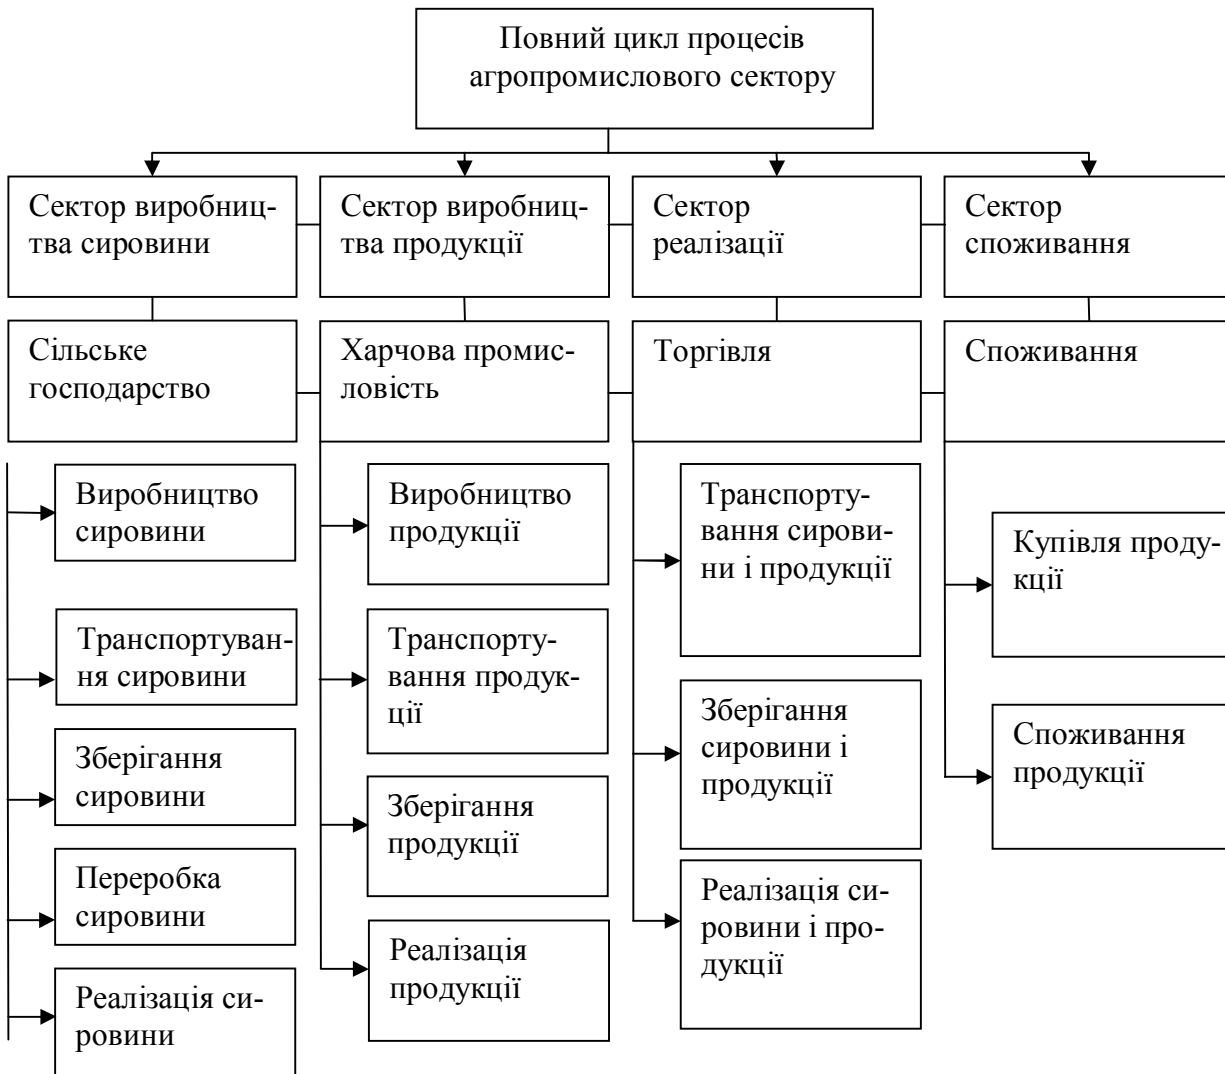 Повний цикл процесів
агропромислового сектору
Сектор виробниц-
тва сировини
Сектор виробниц-
тва продукції
Сектор
реалізації
Сектор
споживання
Сільське
господарство
Харчова промис-
ловість
Торгівля
Споживання
Виробництво
сировини
Транспортуван-
ня сировини
Зберігання
сировини
Переробка
сировини
Реалізація си-
ровини
Виробництво
продукції
Транспорту-
вання продук-
ції
Зберігання
продукції
Реалізація
продукції
Транспорту-
вання сирови-
ни і продукції
Зберігання
сировини і
продукції
Реалізація си-
ровини і про-
дукції
Купівля проду-
кції
Споживання
продукції